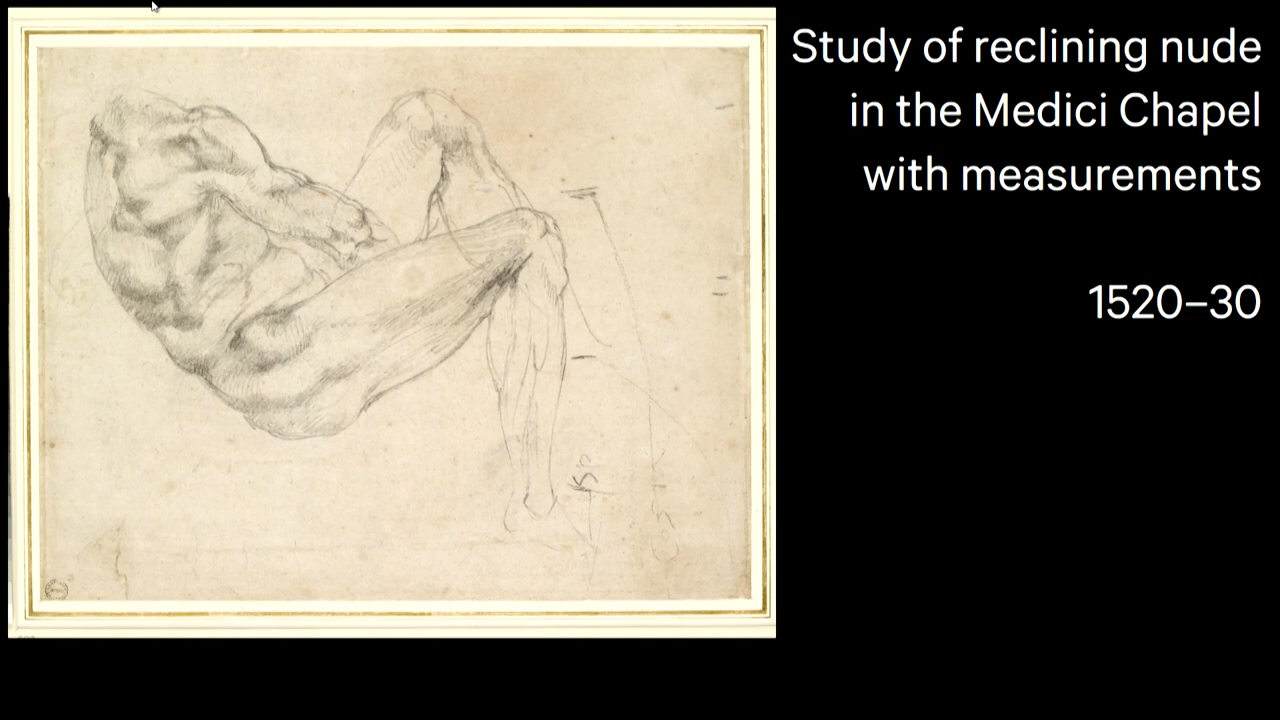 Study of reclining nude
in the Medici Chapel
with measurements
1520–30